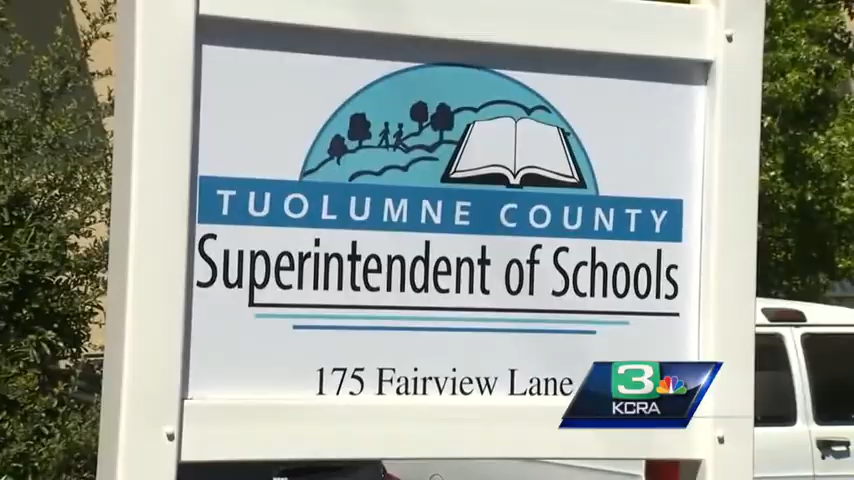 TUOLUMNE COUNTY
Superintendent of Schools
175 Fairview Lane
3
KCRA